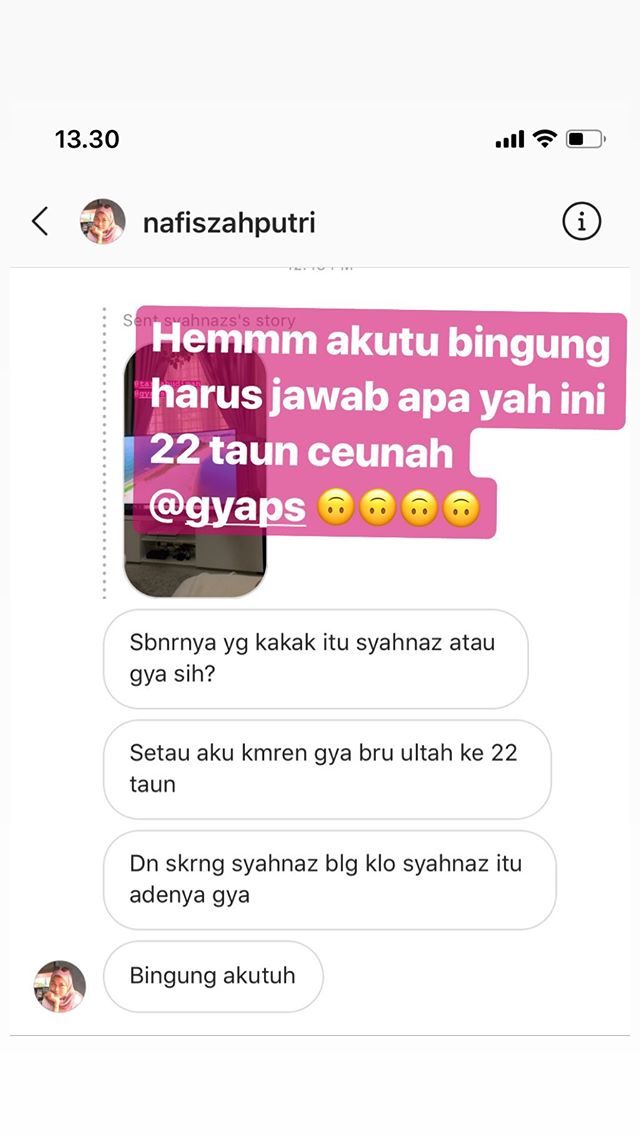 13.30
nafiszahputri
Sent syahnazs's story
Hemmm akutu bingung
harus jawab apa yah ini
22 taun ceunah
@gyaps 🙃🙃🙃🙃
Sbnrnya yg kakak itu syahnaz atau
gya sih?
Setau aku kmren gya bru ultah ke 22
taun
Dn skrng syahnaz blg klo syahnaz itu
adenya gya
Bingung akutuh